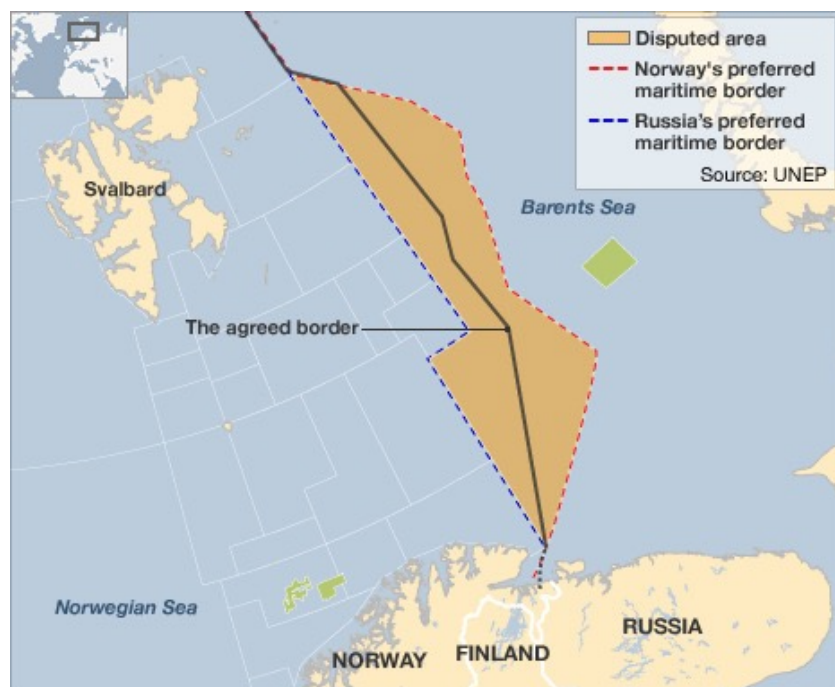 Disputed area
Norway's preferred
maritime border
Russia's preferred
maritime border
Source: UNEP
Svalbard
Barents Sea
The agreed border
Norwegian Sea
NORWAY
FINLAND
RUSSIA